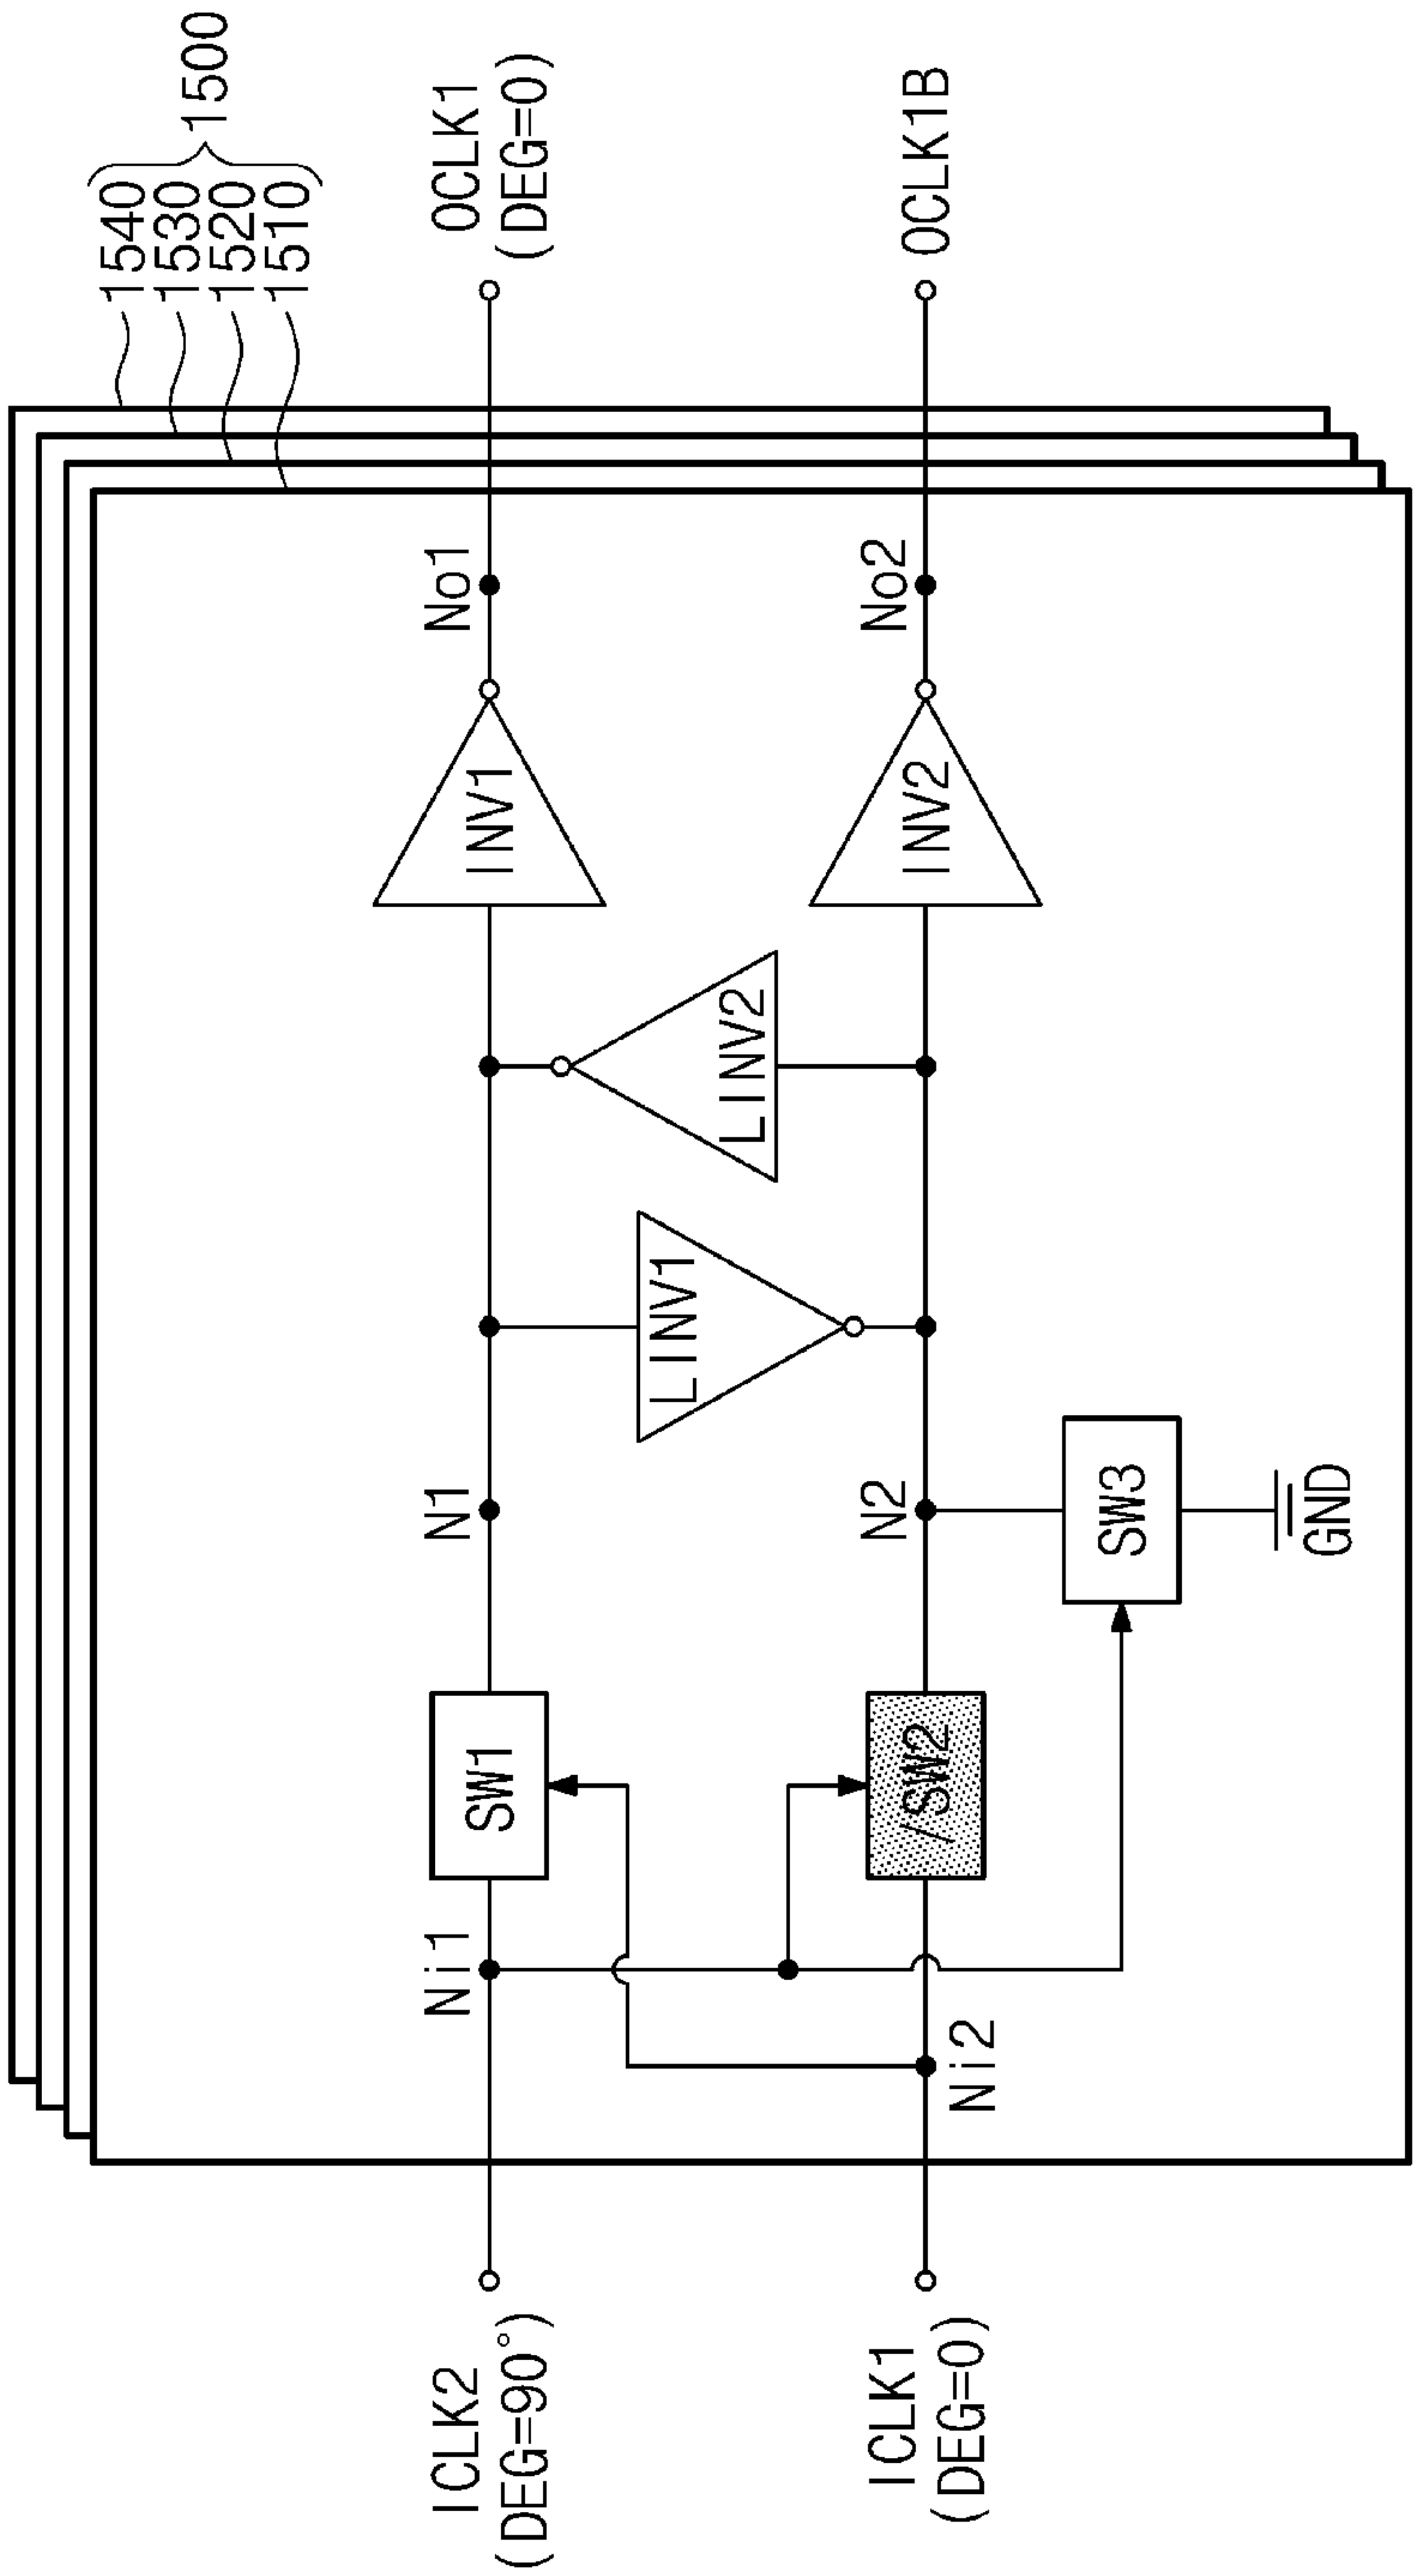 1540
1530
1520
1510
1500
ICLK2
(DEG=90°)
Ni1
SW1
N1
INV1
No1
OCLK1
(DEG=0)
LINV1
LINV2
ICLK1
(DEG=0)
Ni2
/SW2
N2
INV2
No2
OCLK1B
SW3
GND